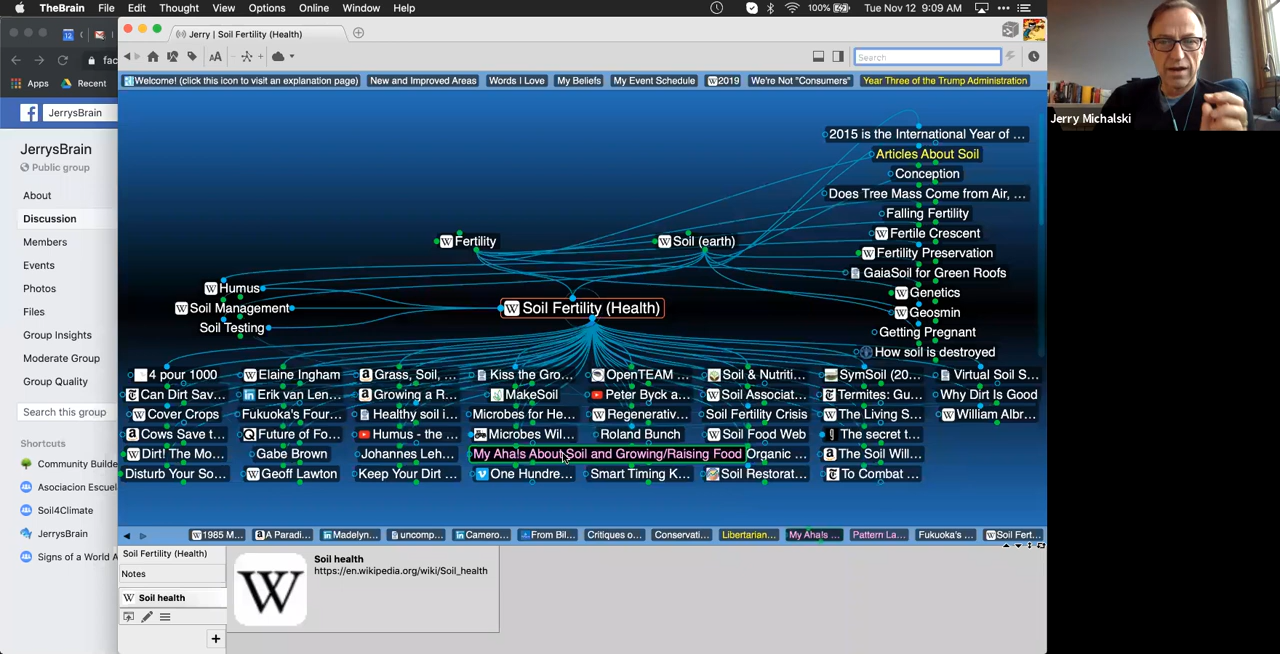 TheBrain File Edit Thought View Options Online Window Help 100% Tue Nov 12 9:09 AM
Jerry | Soil Fertility (Health)
Search
Apps Recent
Welcome! (click this icon to visit an explanation page) New and Improved Areas Words I Love My Beliefs My Event Schedule 2019 We're Not "Consumers" Year Three of the Trump Administration
JerrysBrain
JerrysBrain
Public group
About
Discussion
Members
Events
Photos
Files
Group Insights
Moderate Group
Group Quality
Search this group
Shortcuts
Community Builde
Asociacion Escuel
Soil4Climate
JerrysBrain
Signs of a World A
Jerry Michalski
2015 is the International Year of ...
Articles About Soil
Conception
Does Tree Mass Come from Air, ...
Falling Fertility
Fertile Crescent
Fertility Preservation
GaiaSoil for Green Roofs
Genetics
Geosmin
Getting Pregnant
How soil is destroyed
Fertility Soil (earth)
Humus
Soil Management
Soil Testing
Soil Fertility (Health)
4 pour 1000 Elaine Ingham Grass, Soil, ... Kiss the Gro... OpenTEAM ... Soil & Nutriti... SymSoil (20... Virtual Soil S...
Can Dirt Sav... Erik van Len... Growing a R... MakeSoil Peter Byck a... Soil Associat... Termites: Gu... Why Dirt Is Good
Cover Crops Fukuoka's Four... Healthy soil i... Microbes for He... Regenerativ... Soil Fertility Crisis The Living S... William Albr...
Cows Save t... Future of Fo... Humus - the ... Microbes Wil... Roland Bunch Soil Food Web The secret t...
Dirt! The Mo... Gabe Brown Johannes Leh... My Aha!s About Soil and Growing/Raising Food Organic ... The Soil Will...
Disturb Your So... Geoff Lawton Keep Your Dirt ... One Hundre... Smart Timing K... Soil Restorat... To Combat ...
1985 M... A Paradi... Madelyn... uncomp... Camero... From Bil... Critiques o... Conservati... Libertarian... My Aha!s ... Pattern La... Fukuoka's ... Soil Fert...
Soil Fertility (Health)
Notes
Soil health
Soil health
https://en.wikipedia.org/wiki/Soil_health